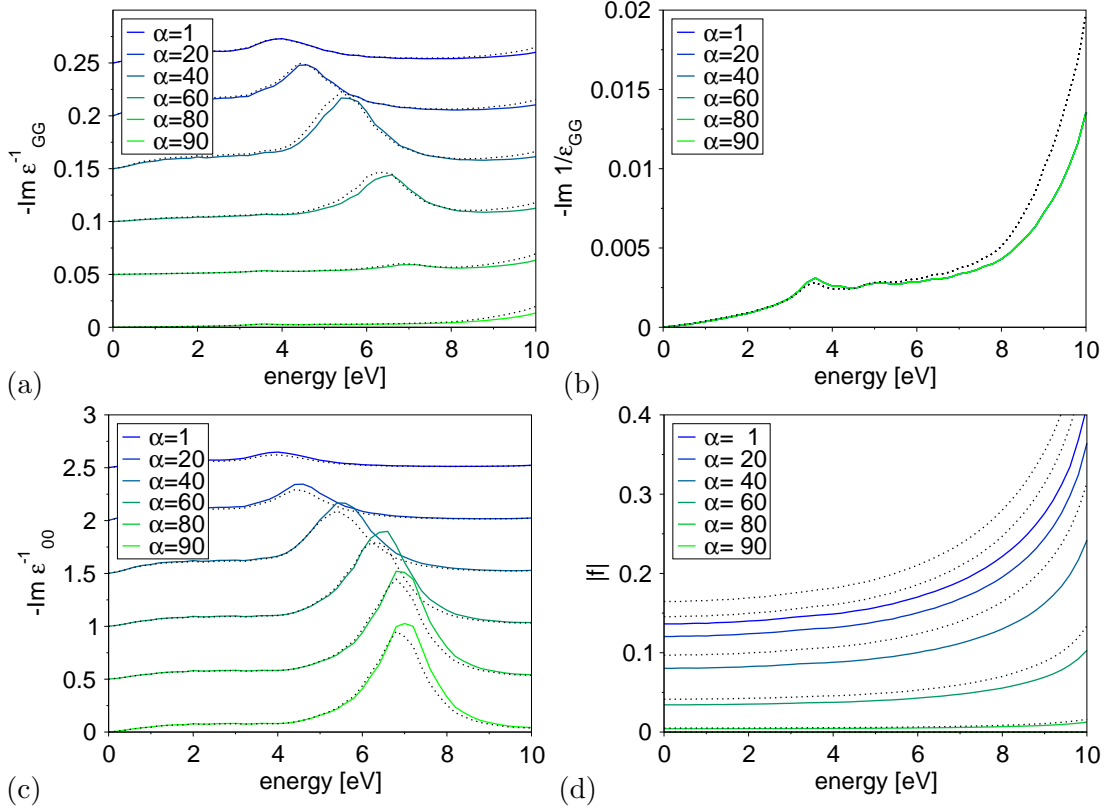 α=1
α=20
α=40
α=60
α=80
α=90
0.25
0.2
0.15
0.1
0.05
0
-Im ε⁻¹GG
0 2 4 6 8 10
energy [eV]
(a)
α=1
α=20
α=40
α=60
α=80
α=90
0.02
0.015
0.01
0.005
0
-Im 1/εGG
0 2 4 6 8 10
energy [eV]
(b)
α=1
α=20
α=40
α=60
α=80
α=90
3
2.5
2
1.5
1
0.5
0
-Im ε⁻¹00
0 2 4 6 8 10
energy [eV]
(c)
α= 1
α= 20
α= 40
α= 60
α= 80
α= 90
0.4
0.3
0.2
0.1
0
|f|
0 2 4 6 8 10
energy [eV]
(d)